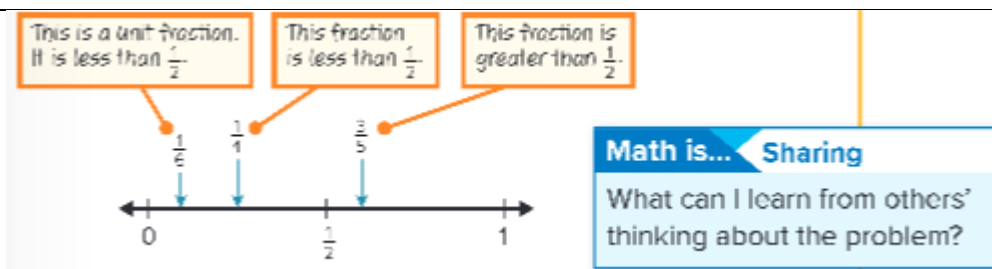 This is a unit fraction.
It is less than 1/2.
This fraction
is less than 1/2.
This fraction is
greater than 1/2.
1/6
1/4
3/5
0
1/2
1
Math is... Sharing
What can I learn from others'
thinking about the problem?